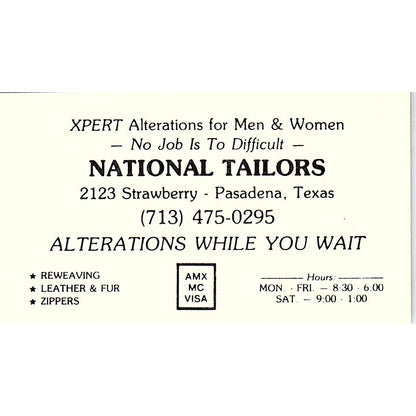 XPERT Alterations for Men & Women
— No Job Is To Difficult —
NATIONAL TAILORS
2123 Strawberry - Pasadena, Texas
(713) 475-0295
ALTERATIONS WHILE YOU WAIT
★ REWEAVING
★ LEATHER & FUR
★ ZIPPERS
AMX
MC
VISA
Hours
MON. - FRI. — 8:30 - 6:00
SAT. — 9:00 - 1:00